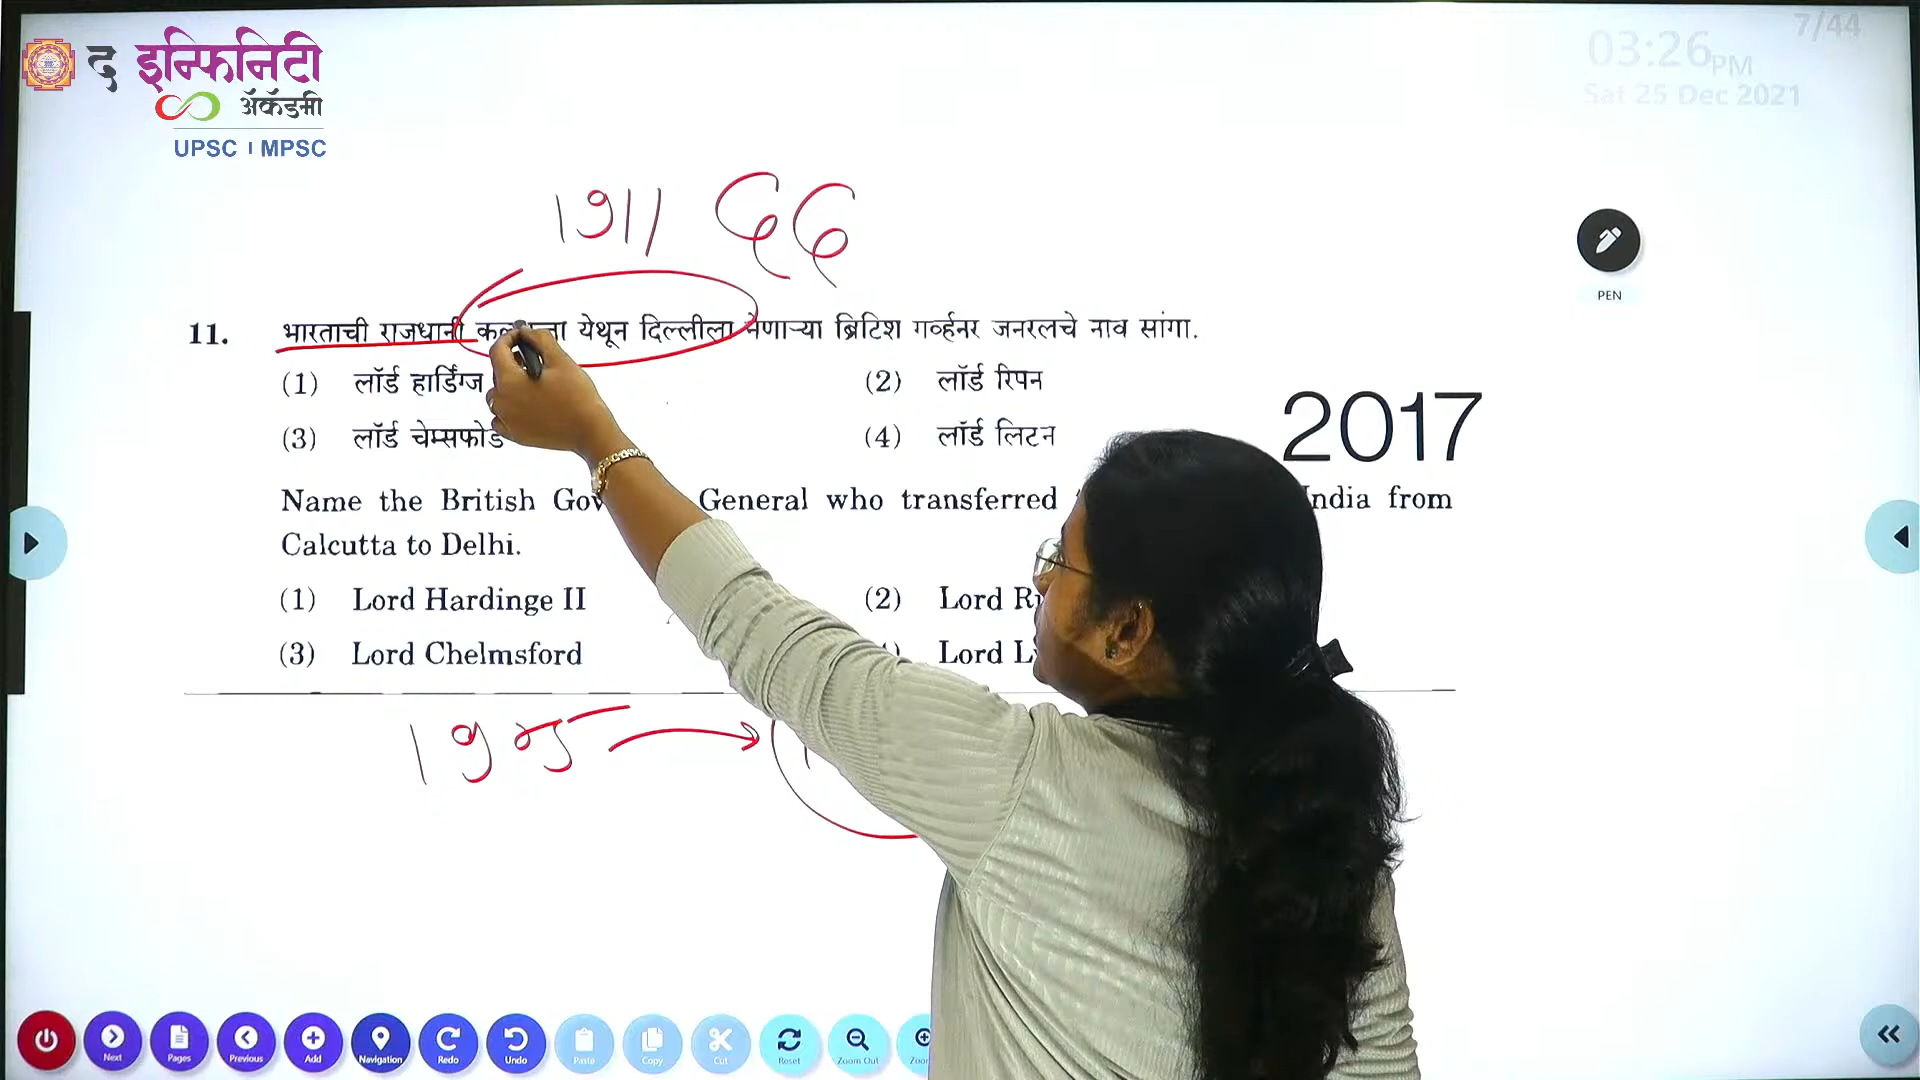 द इन्फिनिटी
ॲकॅडमी
UPSC । MPSC
7/44
03:26PM
Sat 25 Dec 2021
1911 ६६
PEN
11. भारताची राजधानी येथून दिल्लीला नेणाऱ्या ब्रिटिश गव्हर्नर जनरलचे नाव सांगा.
(1) लॉर्ड हार्डिंग्ज (2) लॉर्ड रिपन
(3) लॉर्ड चेम्सफोर्ड (4) लॉर्ड लिटन
2017
Name the British General who transferred India from
Calcutta to Delhi.
(1) Lord Hardinge II (2) Lord
(3) Lord Chelmsford Lord
Next Pages Previous Add Navigation Redo Undo Paste Copy Cut Reset Zoom Out